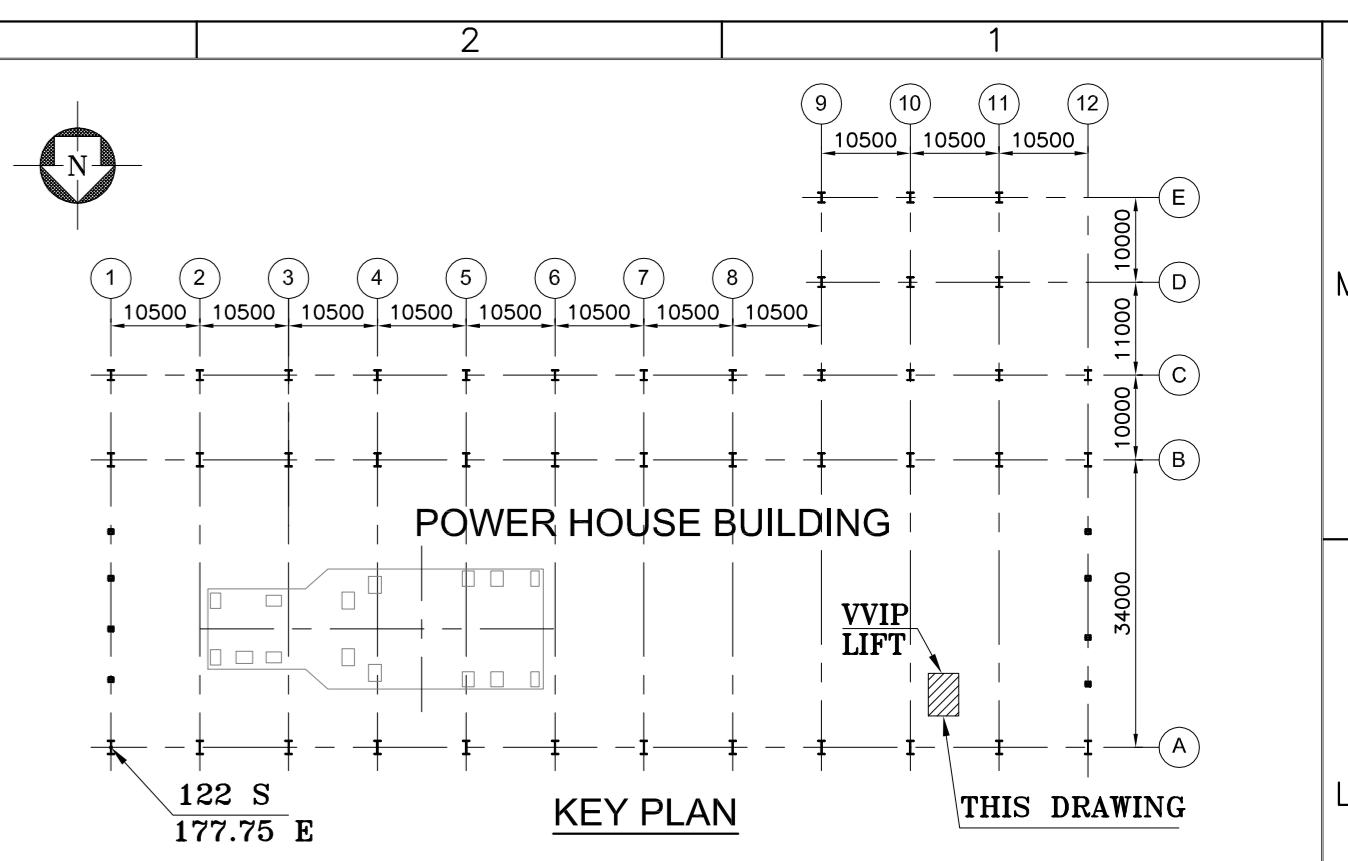 2 1
9 10 11 12
10500 10500 10500
N
E
10000
D
1 2 3 4 5 6 7 8
10500 10500 10500 10500 10500 10500 10500 10500
11000
C
10000
B
POWER HOUSE BUILDING
34000
VVIP
LIFT
A
122 S
177.75 E
KEY PLAN
THIS DRAWING
L